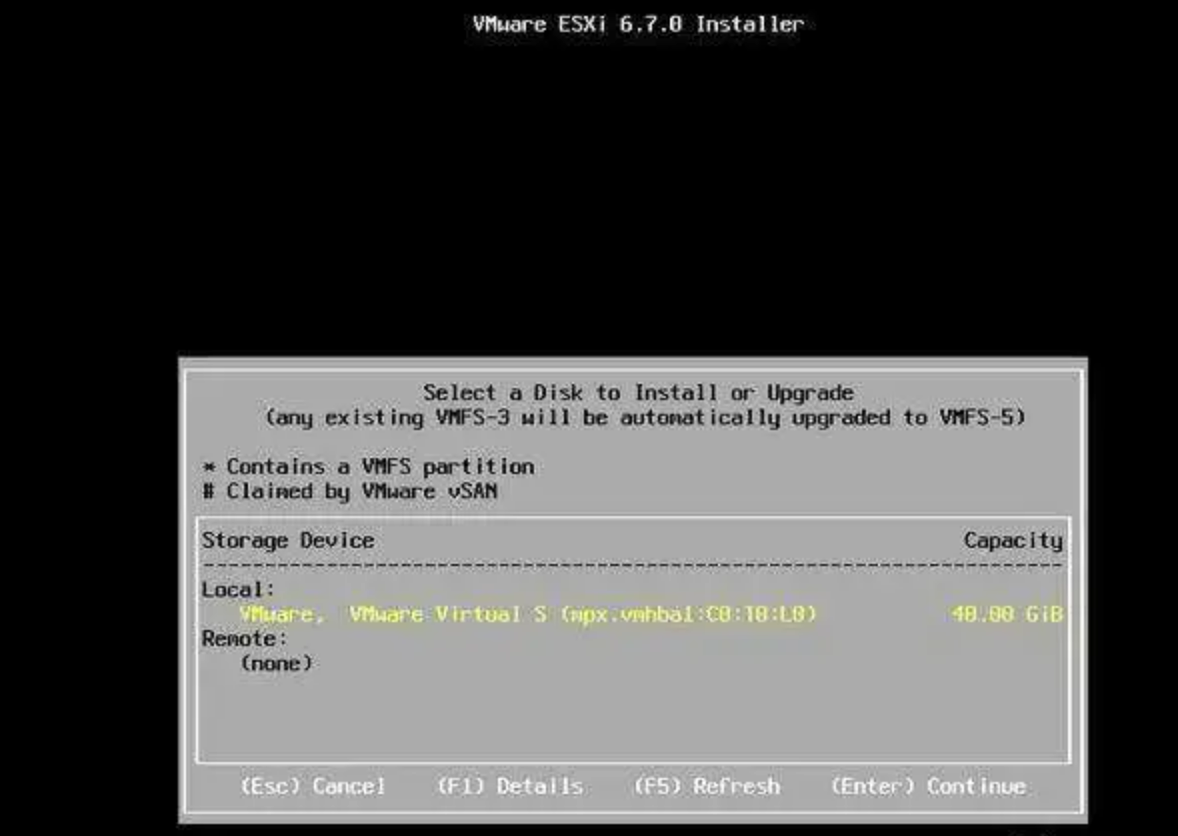 VMware ESXi 6.7.0 Installer
Select a Disk to Install or Upgrade
(any existing VMFS-3 will be automatically upgraded to VMFS-5)
* Contains a VMFS partition
# Claimed by VMware vSAN
Storage Device Capacity
--------------------------------------------------------------------
Local:
VMware, VMware Virtual S (mpx.vmhba1:C0:T0:L0) 40.00 GiB
Remote:
(none)
(Esc) Cancel (F1) Details (F5) Refresh (Enter) Continue